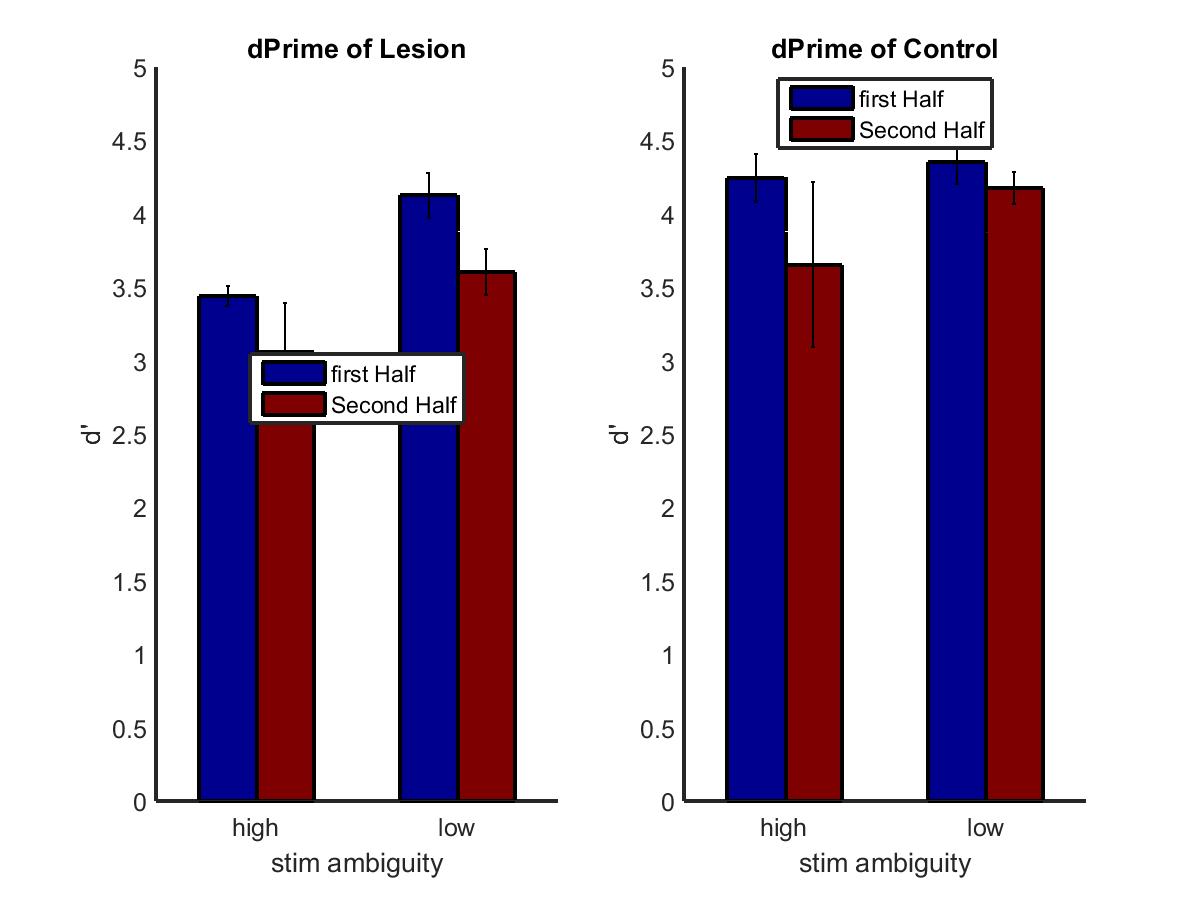 dPrime of Lesion
5
4.5
4
3.5
3
2.5
2
1.5
1
0.5
0
d'
first Half
Second Half
high low
stim ambiguity
dPrime of Control
5
4.5
4
3.5
3
2.5
2
1.5
1
0.5
0
d'
first Half
Second Half
high low
stim ambiguity